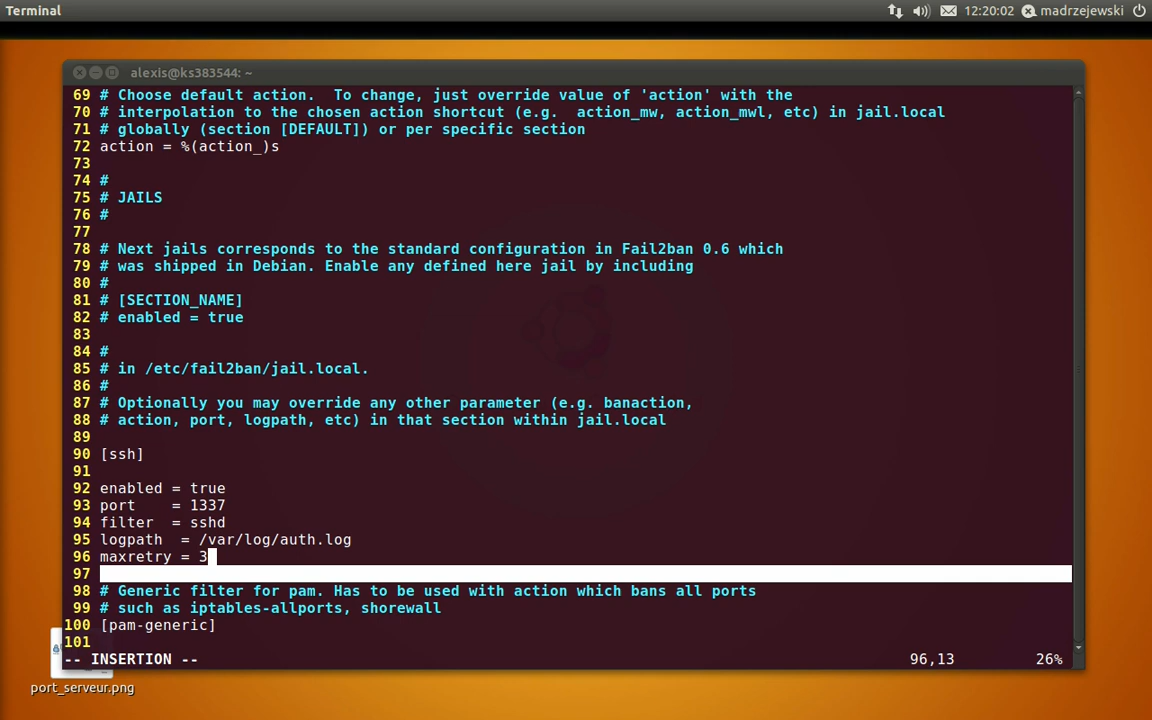 Terminal
12:20:02 madrzejewski
alexis@ks383544: ~
69 # Choose default action.  To change, just override value of 'action' with the
70 # interpolation to the chosen action shortcut (e.g.  action_mw, action_mwl, etc) in jail.local
71 # globally (section [DEFAULT]) or per specific section
72 action = %(action_)s
73
74 #
75 # JAILS
76 #
77
78 # Next jails corresponds to the standard configuration in Fail2ban 0.6 which
79 # was shipped in Debian. Enable any defined here jail by including
80 #
81 # [SECTION_NAME]
82 # enabled = true
83
84 #
85 # in /etc/fail2ban/jail.local.
86 #
87 # Optionally you may override any other parameter (e.g. banaction,
88 # action, port, logpath, etc) in that section within jail.local
89
90 [ssh]
91
92 enabled = true
93 port    = 1337
94 filter  = sshd
95 logpath  = /var/log/auth.log
96 maxretry = 3
97
98 # Generic filter for pam. Has to be used with action which bans all ports
99 # such as iptables-allports, shorewall
100 [pam-generic]
101
-- INSERTION -- 96,13 26%
port_serveur.png